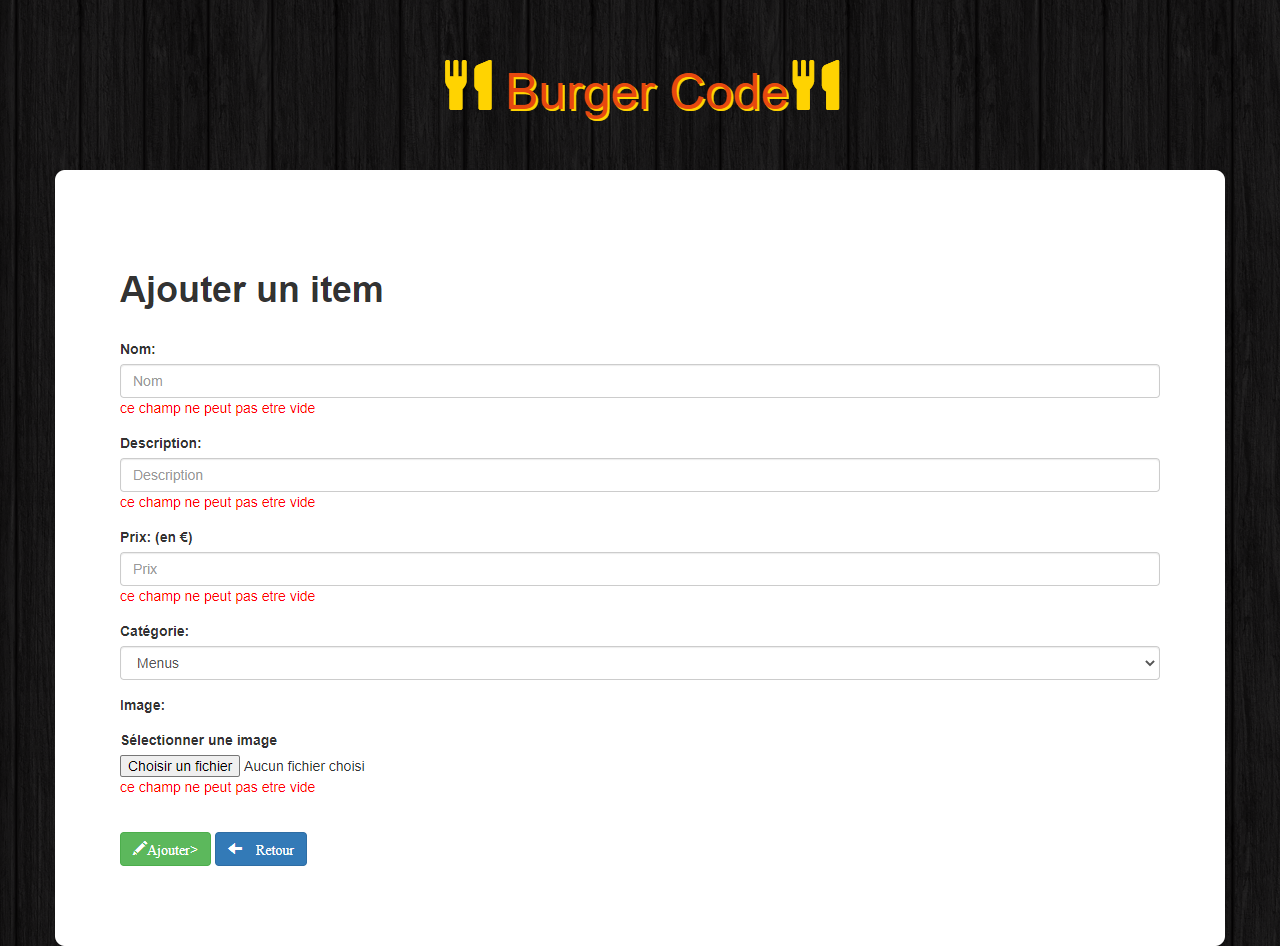 Burger Code
Ajouter un item
Nom:
Nom
ce champ ne peut pas etre vide
Description:
Description
ce champ ne peut pas etre vide
Prix: (en €)
Prix
ce champ ne peut pas etre vide
Catégorie:
Menus
Image:
Sélectionner une image
Choisir un fichier Aucun fichier choisi
ce champ ne peut pas etre vide
Ajouter> Retour